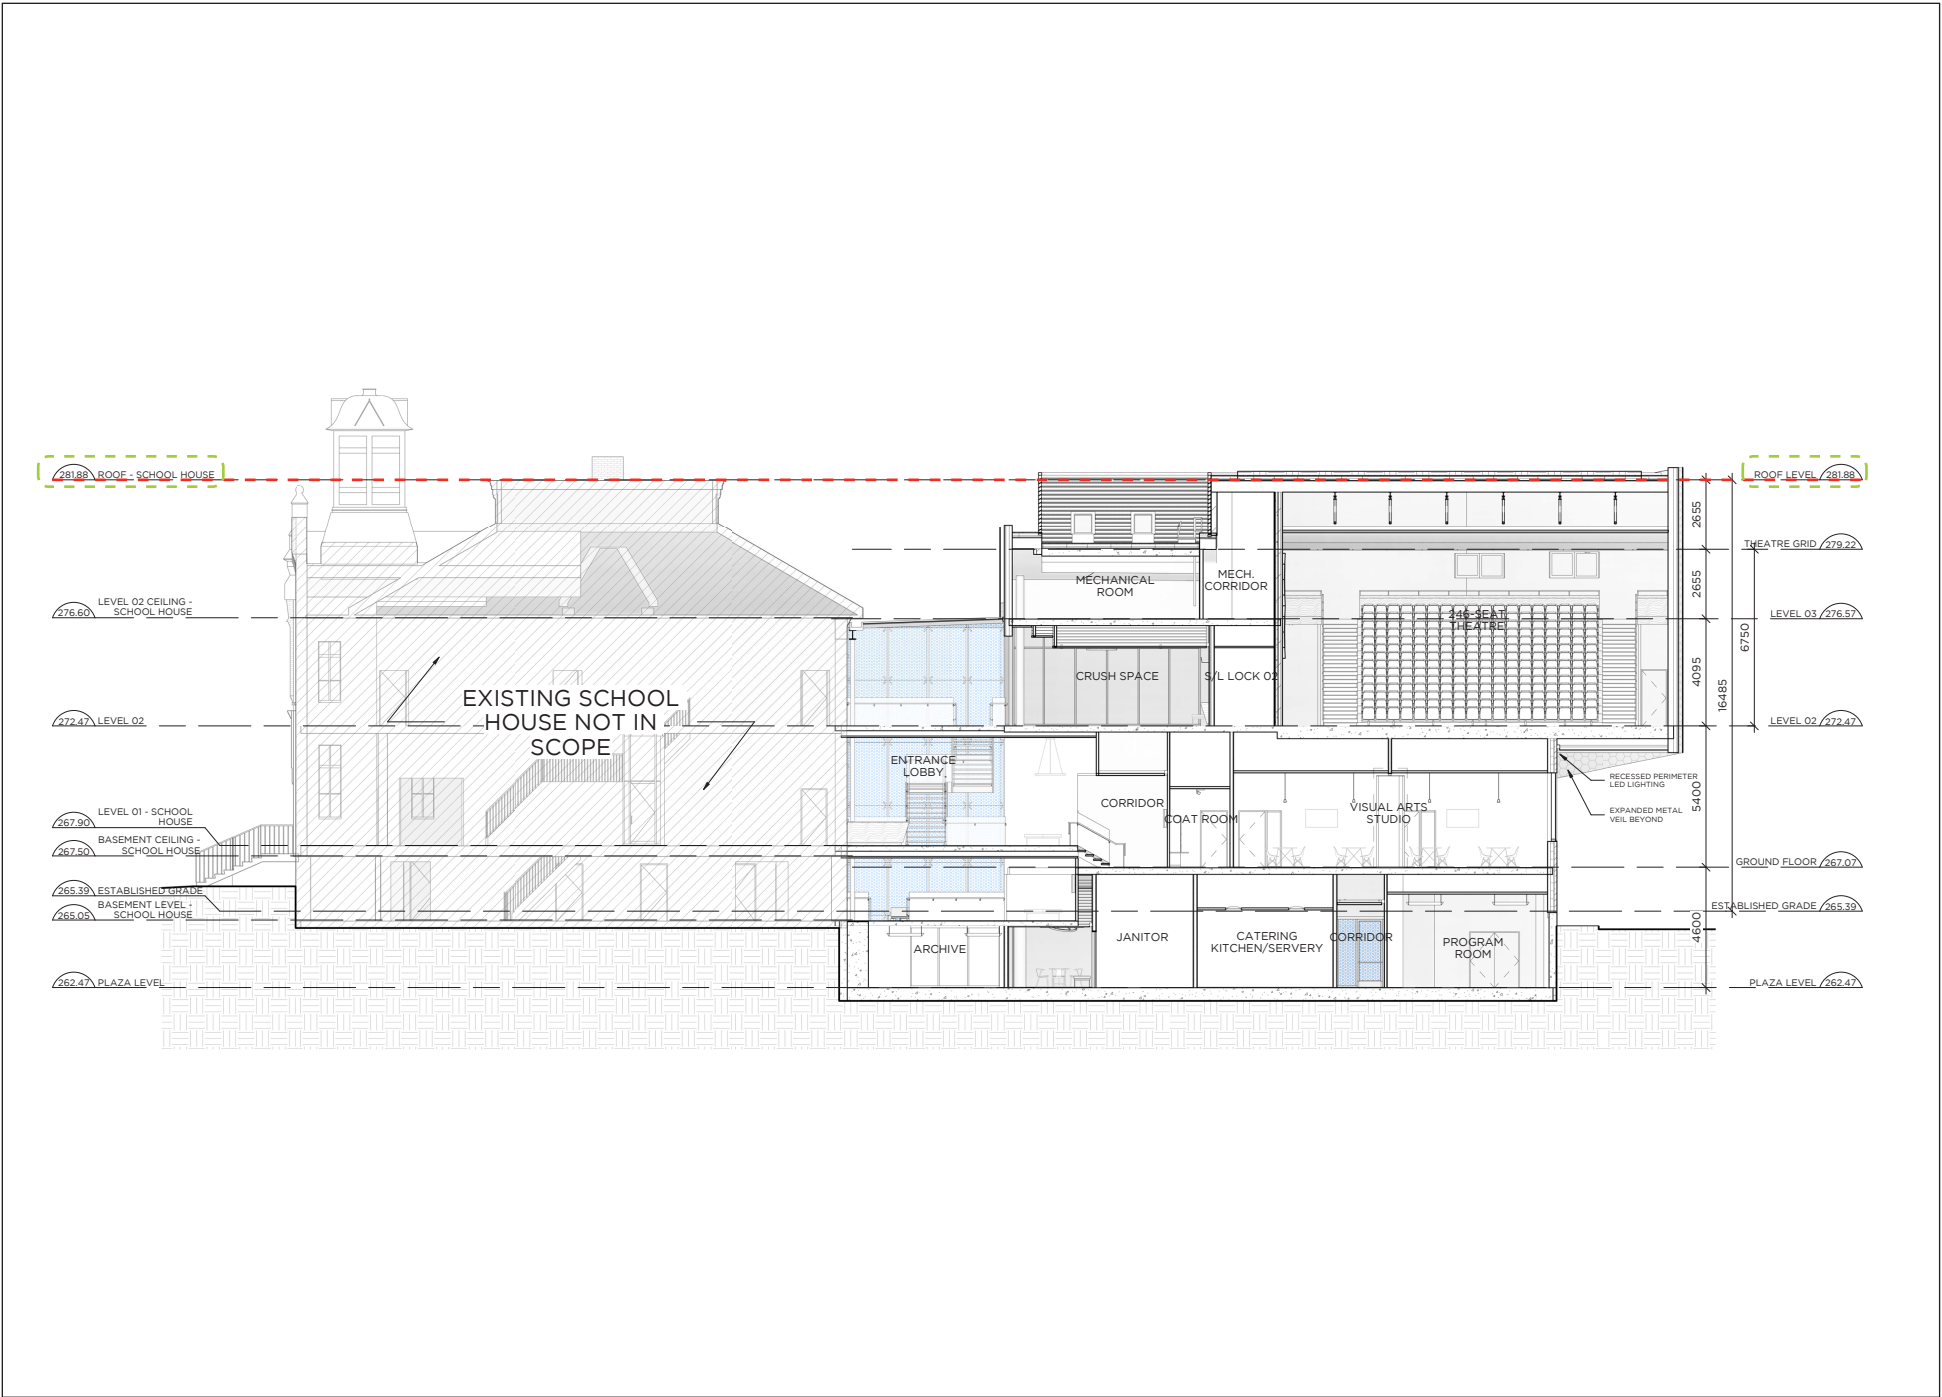 281.88 ROOF - SCHOOL HOUSE
LEVEL 02 CEILING -
276.60 SCHOOL HOUSE
272.47 LEVEL 02
LEVEL 01 - SCHOOL
HOUSE
267.90
BASEMENT CEILING -
267.50 SCHOOL HOUSE
265.39 ESTABLISHED GRADE
BASEMENT LEVEL -
265.05 SCHOOL HOUSE
262.47 PLAZA LEVEL
EXISTING SCHOOL
HOUSE NOT IN
SCOPE
MECHANICAL
ROOM
MECH.
CORRIDOR
246-SEAT
THEATRE
CRUSH SPACE
S/L LOCK 02
ENTRANCE
LOBBY
CORRIDOR
COAT ROOM
VISUAL ARTS
STUDIO
ARCHIVE
JANITOR
CATERING
KITCHEN/SERVERY
CORRIDOR
PROGRAM
ROOM
RECESSED PERIMETER
LED LIGHTING
EXPANDED METAL
VEIL BEYOND
2655
2655
4095
5400
4600
16485
6750
ROOF LEVEL 281.88
THEATRE GRID 279.22
LEVEL 03 276.57
LEVEL 02 272.47
GROUND FLOOR 267.07
ESTABLISHED GRADE 265.39
PLAZA LEVEL 262.47